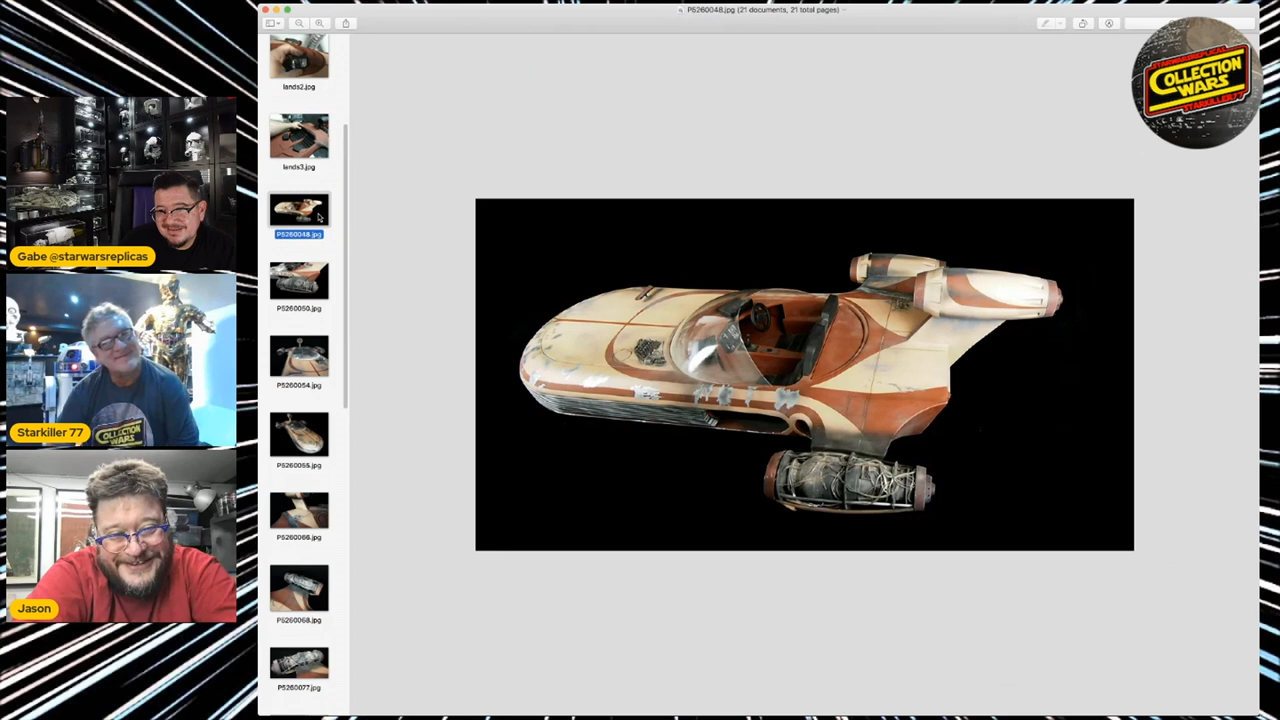 P5260048.jpg (21 documents, 21 total pages)
lands2.jpg
lands3.jpg
P5260048.jpg
P5260050.jpg
P5260054.jpg
P5260055.jpg
P5260066.jpg
P5260068.jpg
P5260077.jpg
STARWARSREPLICAS
COLLECTION
WARS
STARKILLER77
Gabe @starwarsreplicas
Starkiller 77
COLLECTION
WARS
Jason